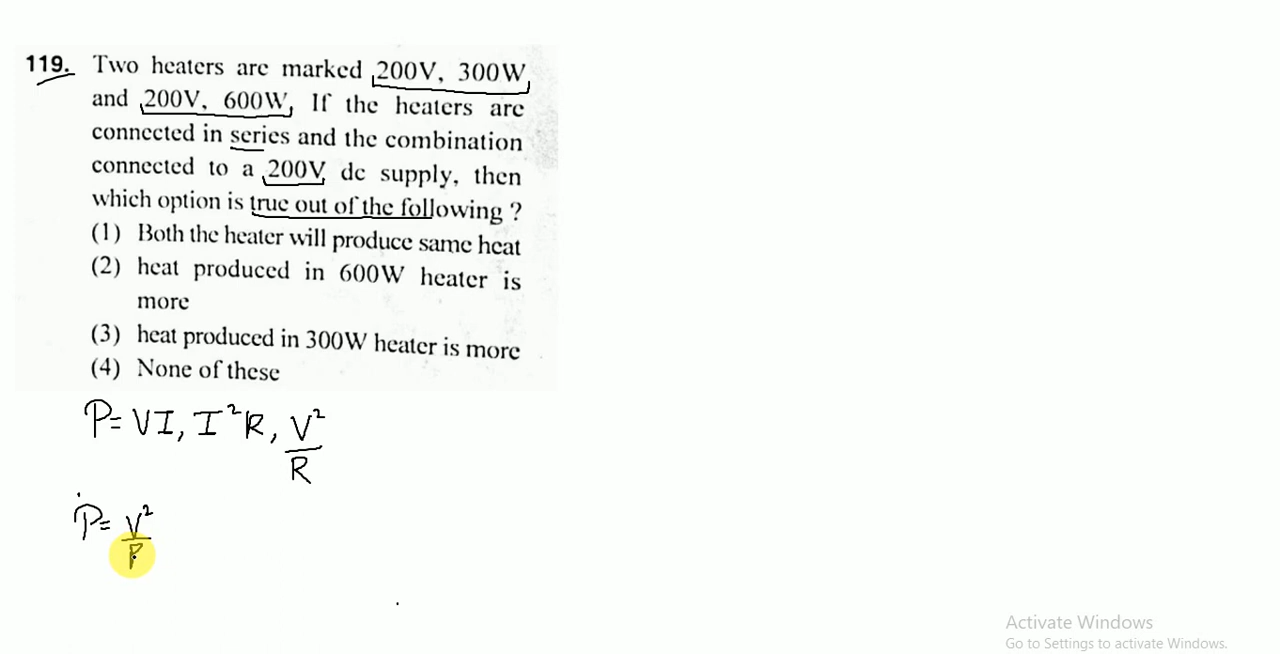 119. Two heaters are marked 200V, 300W
and 200V, 600W, If the heaters are
connected in series and the combination
connected to a 200V dc supply, then
which option is true out of the following ?
(1) Both the heater will produce same heat
(2) heat produced in 600W heater is
more
(3) heat produced in 300W heater is more
(4) None of these
P= VI, I²R, V²
R
P= V²
Activate Windows
Go to Settings to activate Windows.